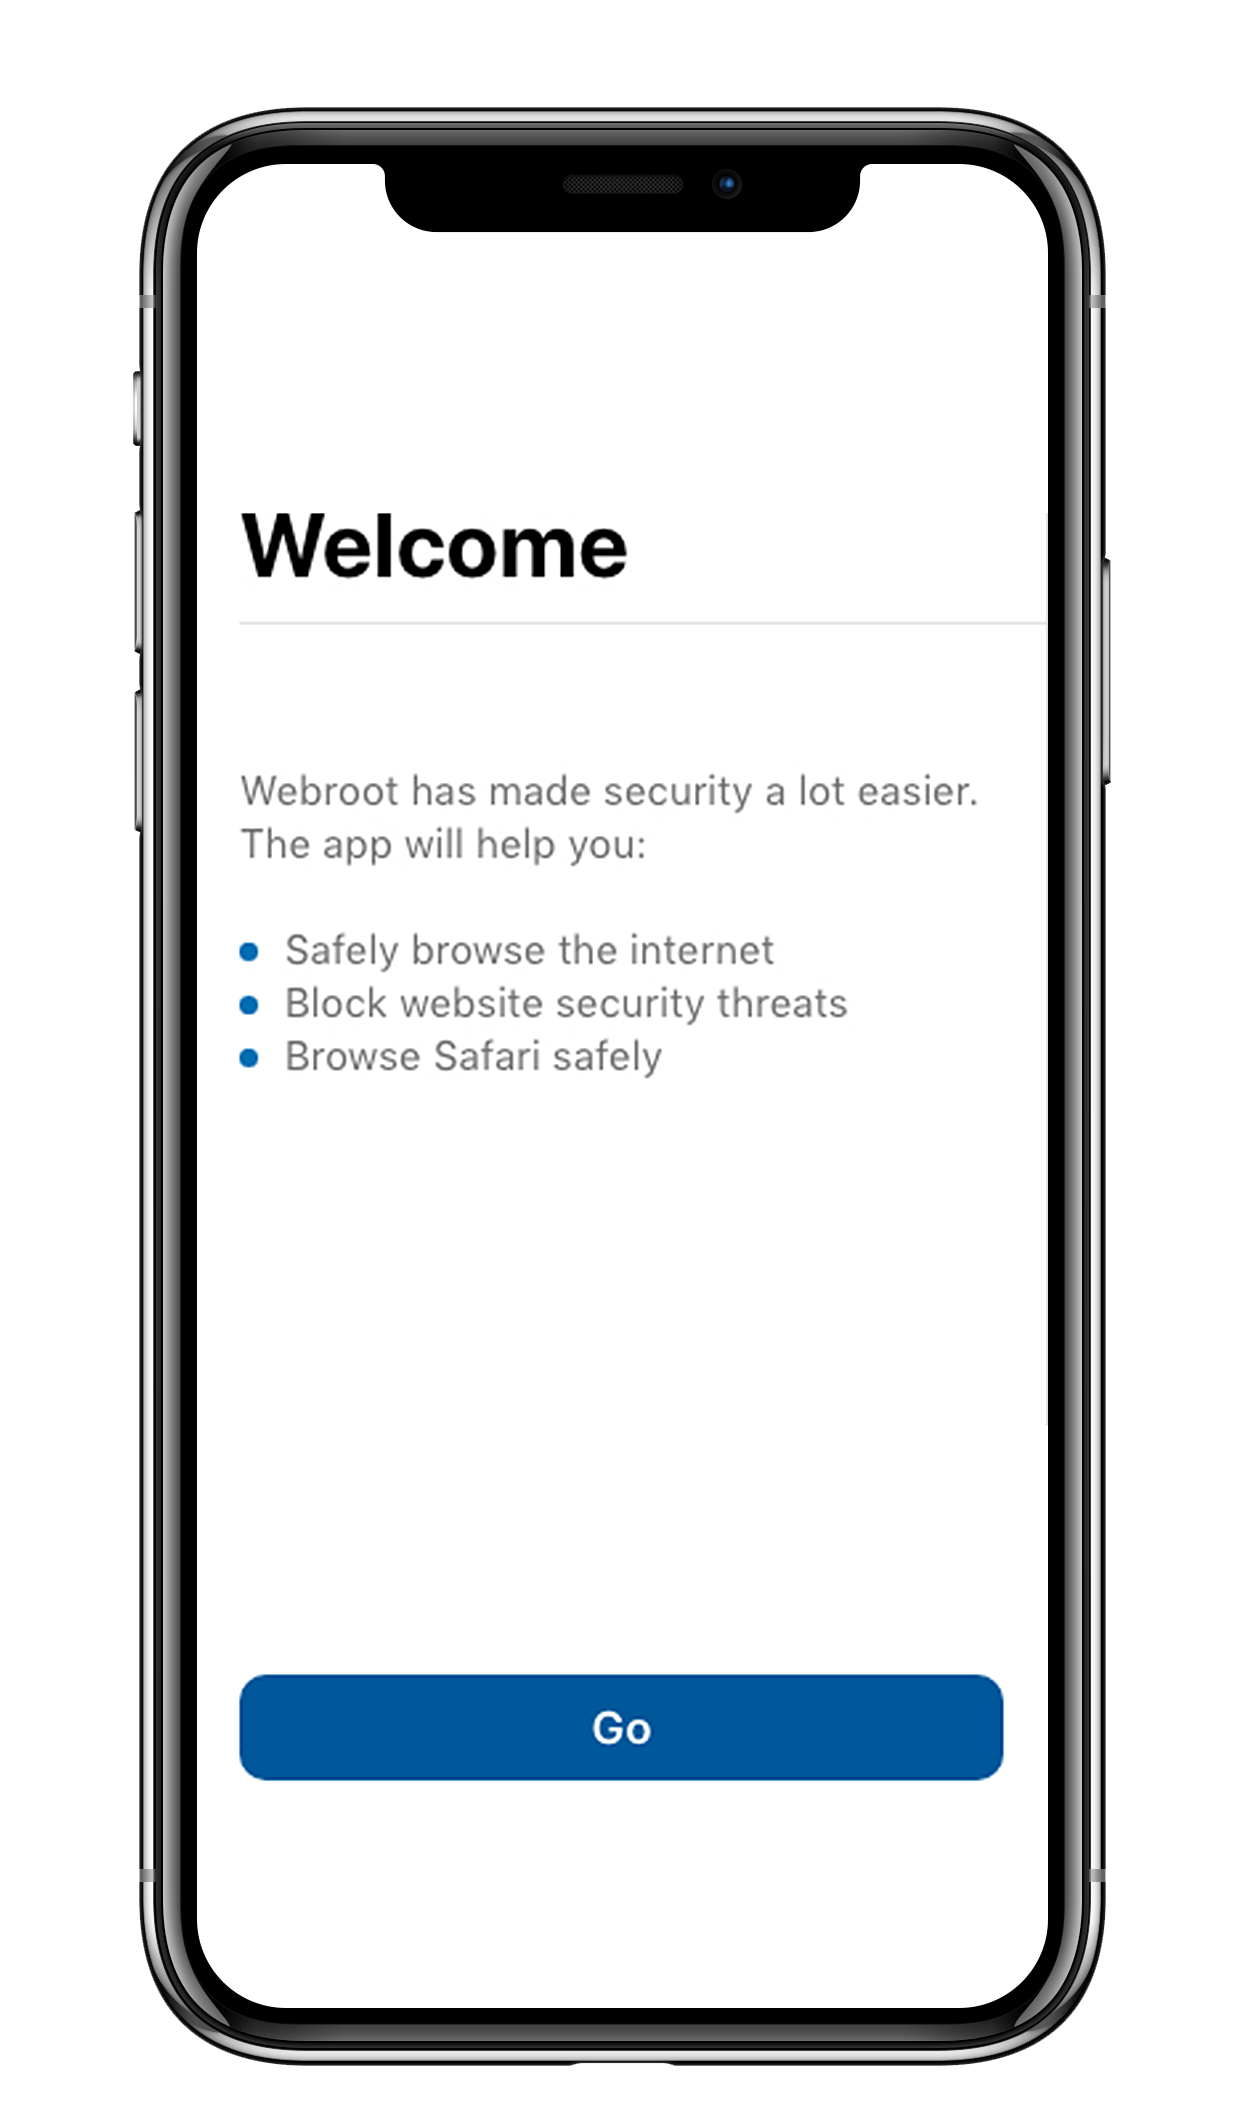 Welcome
Webroot has made security a lot easier.
The app will help you:
Safely browse the internet
Block website security threats
Browse Safari safely
Go